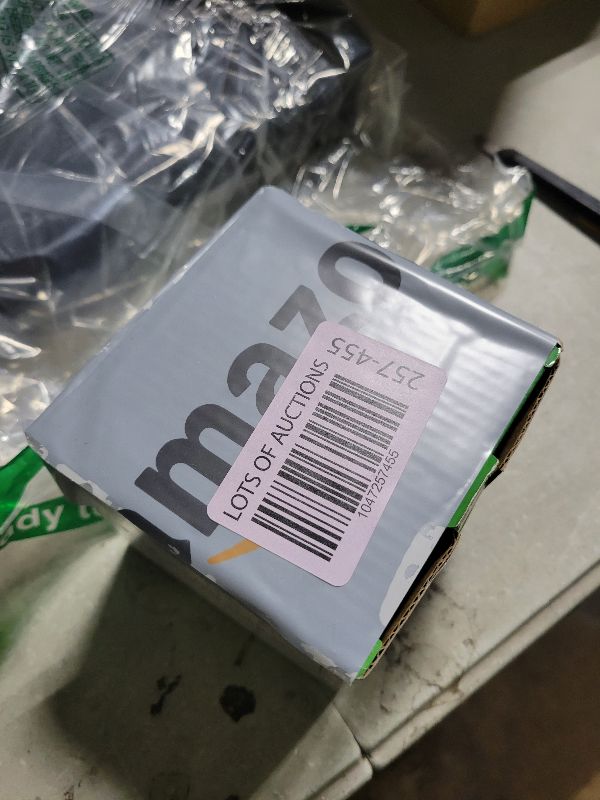 mazo
LOTS OF AUCTIONS
1047257455
257-455
dy t